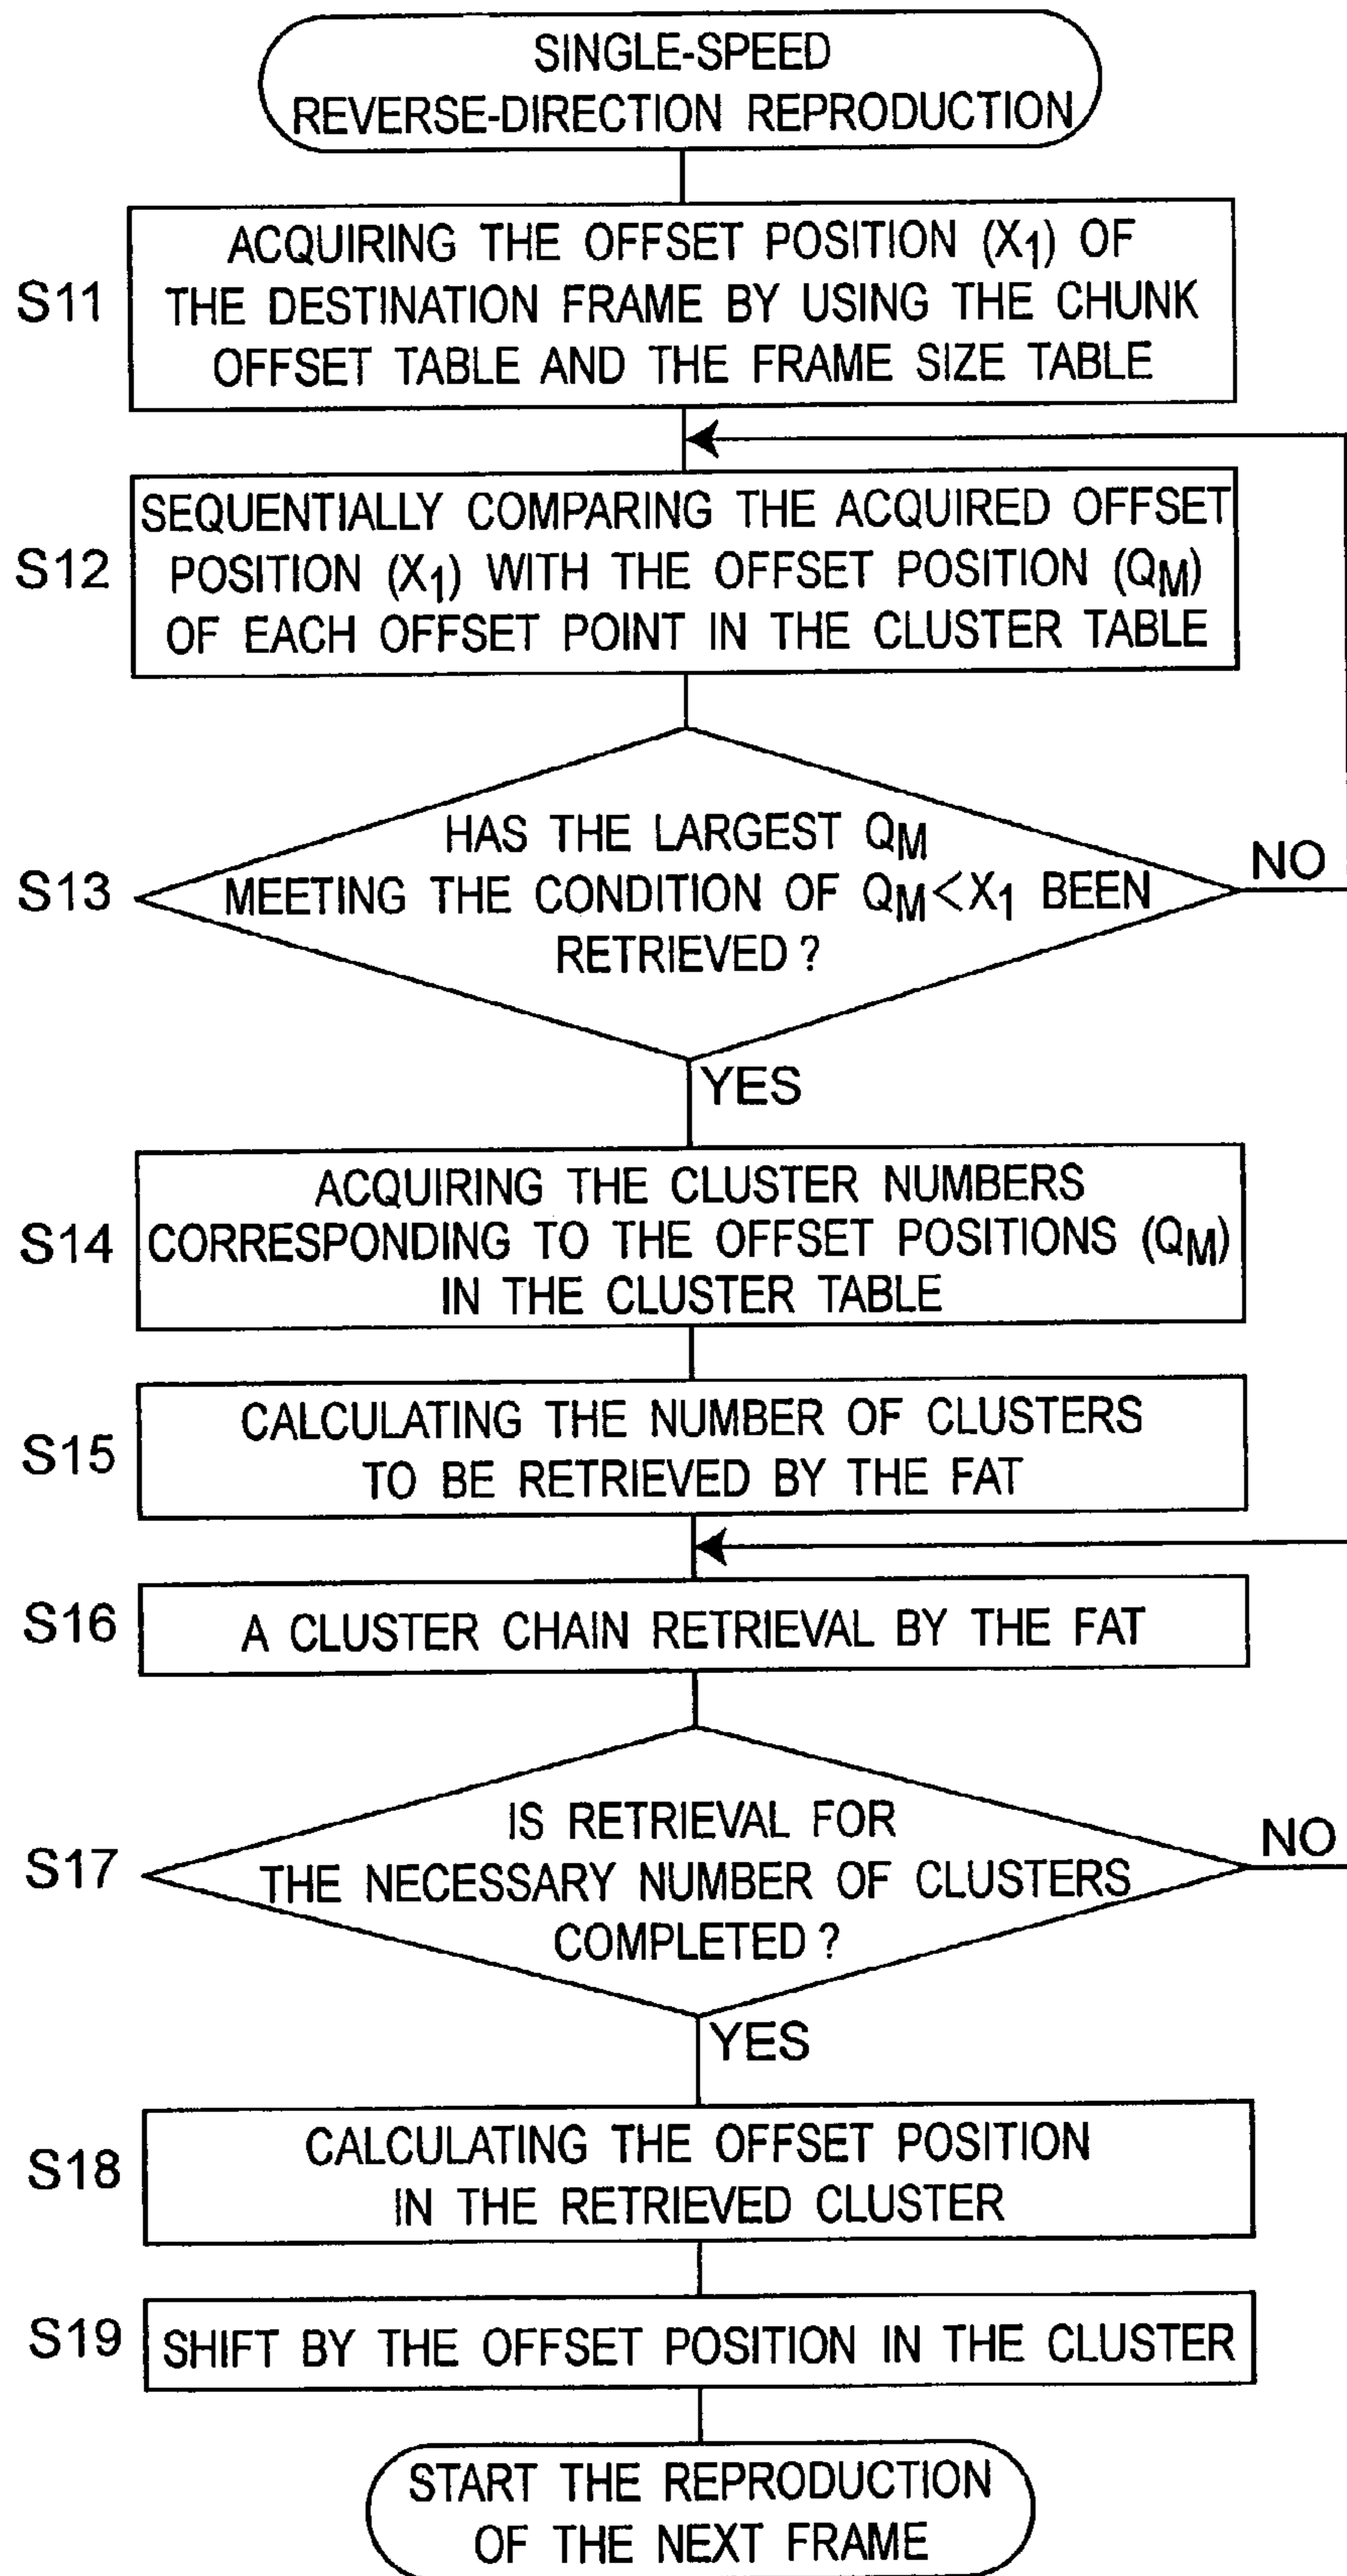 SINGLE-SPEED
REVERSE-DIRECTION REPRODUCTION
S11
ACQUIRING THE OFFSET POSITION (X1) OF
THE DESTINATION FRAME BY USING THE CHUNK
OFFSET TABLE AND THE FRAME SIZE TABLE
S12
SEQUENTIALLY COMPARING THE ACQUIRED OFFSET
POSITION (X1) WITH THE OFFSET POSITION (QM)
OF EACH OFFSET POINT IN THE CLUSTER TABLE
S13
HAS THE LARGEST QM
MEETING THE CONDITION OF QM<X1 BEEN
RETRIEVED ?
NO
YES
S14
ACQUIRING THE CLUSTER NUMBERS
CORRESPONDING TO THE OFFSET POSITIONS (QM)
IN THE CLUSTER TABLE
S15
CALCULATING THE NUMBER OF CLUSTERS
TO BE RETRIEVED BY THE FAT
S16
A CLUSTER CHAIN RETRIEVAL BY THE FAT
S17
IS RETRIEVAL FOR
THE NECESSARY NUMBER OF CLUSTERS
COMPLETED ?
NO
YES
S18
CALCULATING THE OFFSET POSITION
IN THE RETRIEVED CLUSTER
S19
SHIFT BY THE OFFSET POSITION IN THE CLUSTER
START THE REPRODUCTION
OF THE NEXT FRAME